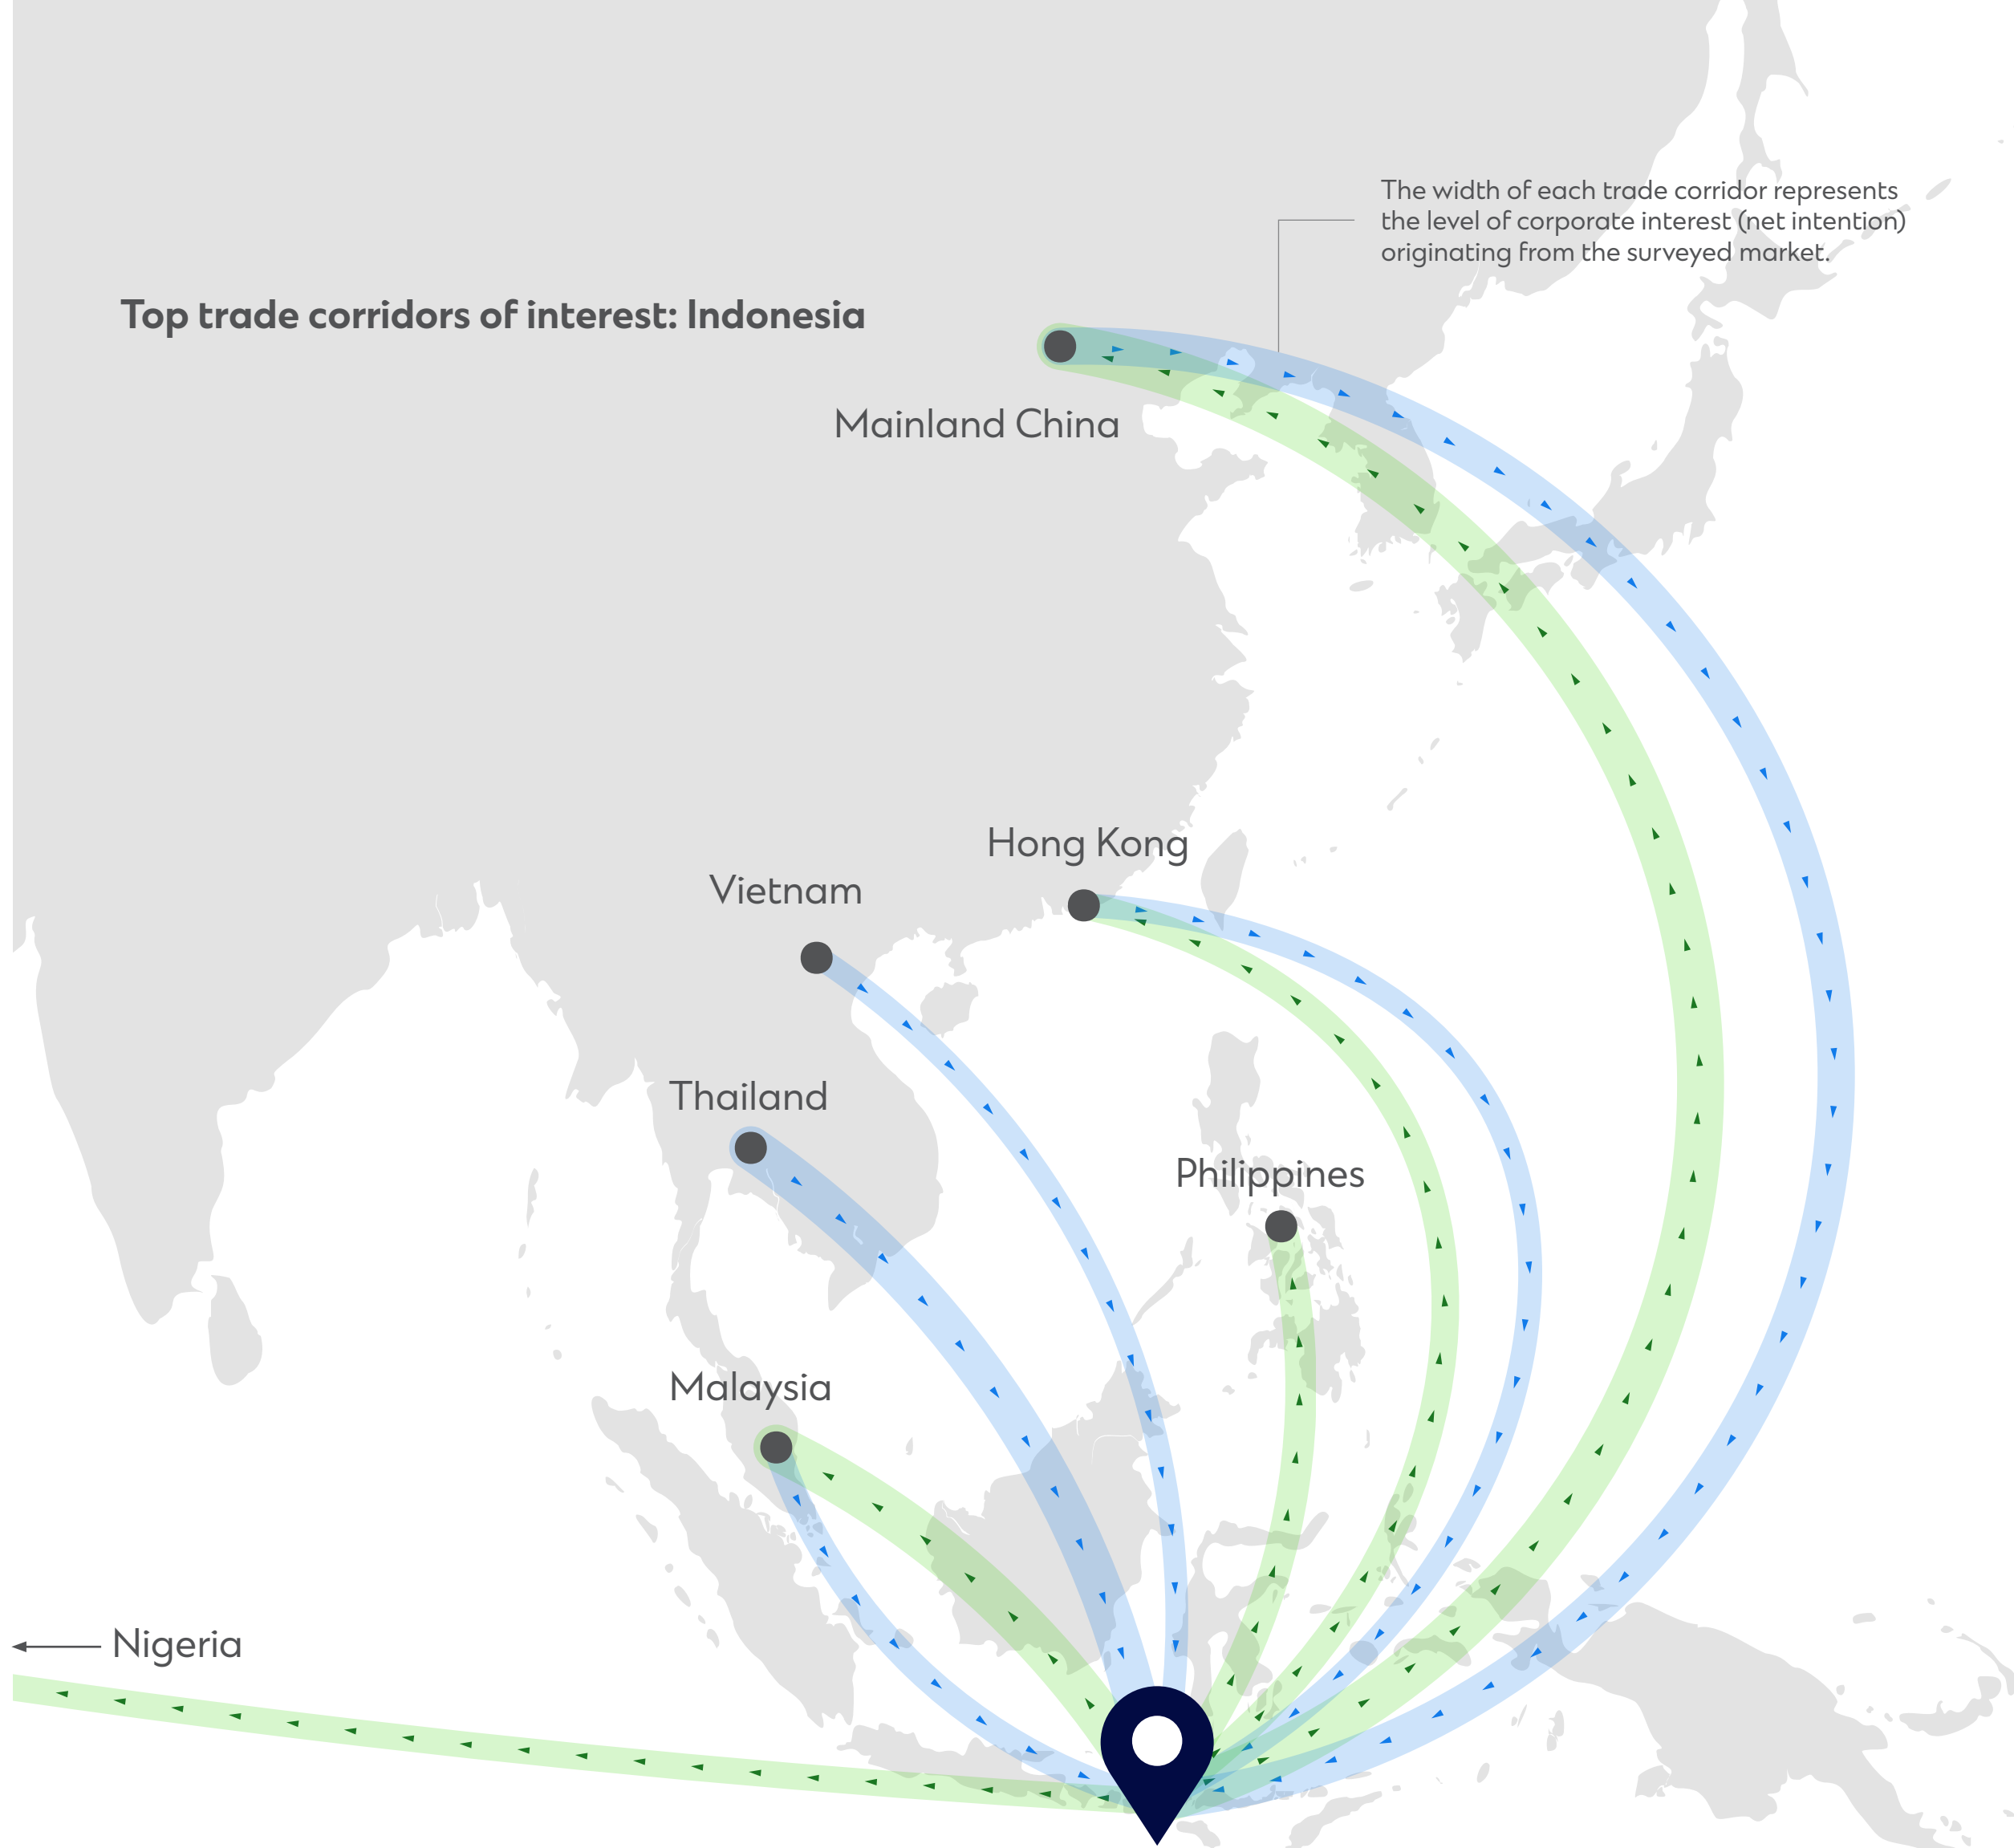 The width of each trade corridor represents
the level of corporate interest (net intention)
originating from the surveyed market.
Top trade corridors of interest: Indonesia
Mainland China
Hong Kong
Vietnam
Thailand
Philippines
Malaysia
Nigeria